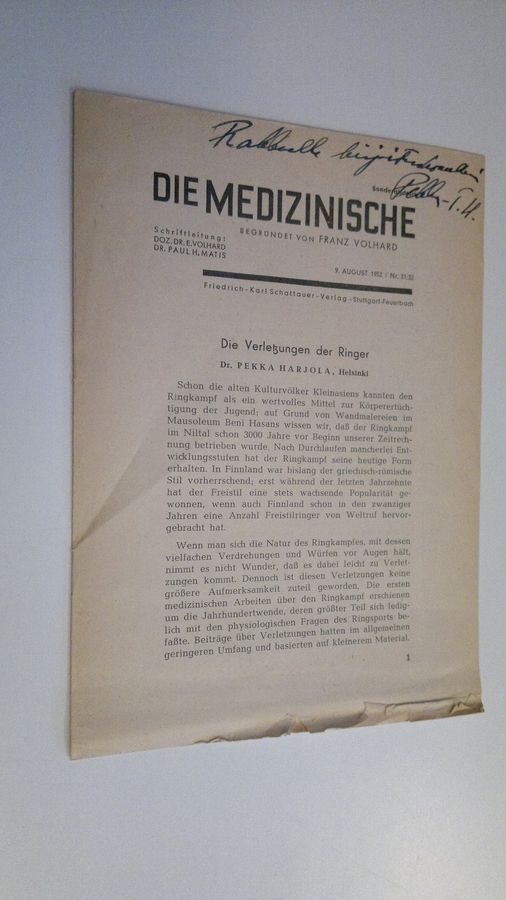 DIE MEDIZINISCHE
BEGRÜNDET VON FRANZ VOLHARD
Schriftleitung:
DOZ. DR. E. VOLHARD
DR. PAUL H. MATIS
9. AUGUST 1952 / Nr. 31/32
Friedrich-Karl Schattauer-Verlag-Stuttgart-Feuerbach
Die Verletzungen der Ringer
Dr. PEKKA HARJOLA, Helsinki
Schon die alten Kulturvölker Kleinasiens kannten den
Ringkampf als ein wertvolles Mittel zur Körperertüch-
tigung der Jugend; auf Grund von Wandmalereien im
Mausoleum Beni Hasans wissen wir, daß der Ringkampf
im Niltal schon 3000 Jahre vor Beginn unserer Zeitrech-
nung betrieben wurde. Nach Durchlaufen mancherlei Ent-
wicklungsstufen hat der Ringkampf seine heutige Form
erhalten. In Finnland war bislang der griechisch-römische
Stil vorherrschend; erst während der letzten Jahrzehnte
hat der Freistil eine stets wachsende Popularität ge-
wonnen, wenn auch Finnland schon in den zwanziger
Jahren eine Anzahl Freistilringer von Weltruf hervor-
gebracht hat.
Wenn man sich die Natur des Ringkampfes, mit dessen
vielfachen Verdrehungen und Würfen vor Augen hält,
nimmt es nicht Wunder, daß es dabei leicht zu Verlet-
zungen kommt. Dennoch ist diesen Verletzungen keine
größere Aufmerksamkeit zuteil geworden. Die ersten
medizinischen Arbeiten über den Ringkampf erschienen
um die Jahrhundertwende, deren größter Teil sich ledig-
lich mit den physiologischen Fragen des Ringsports be-
faßte. Beiträge über Verletzungen hatten im allgemeinen
geringeren Umfang und basierten auf kleinerem Material.
1